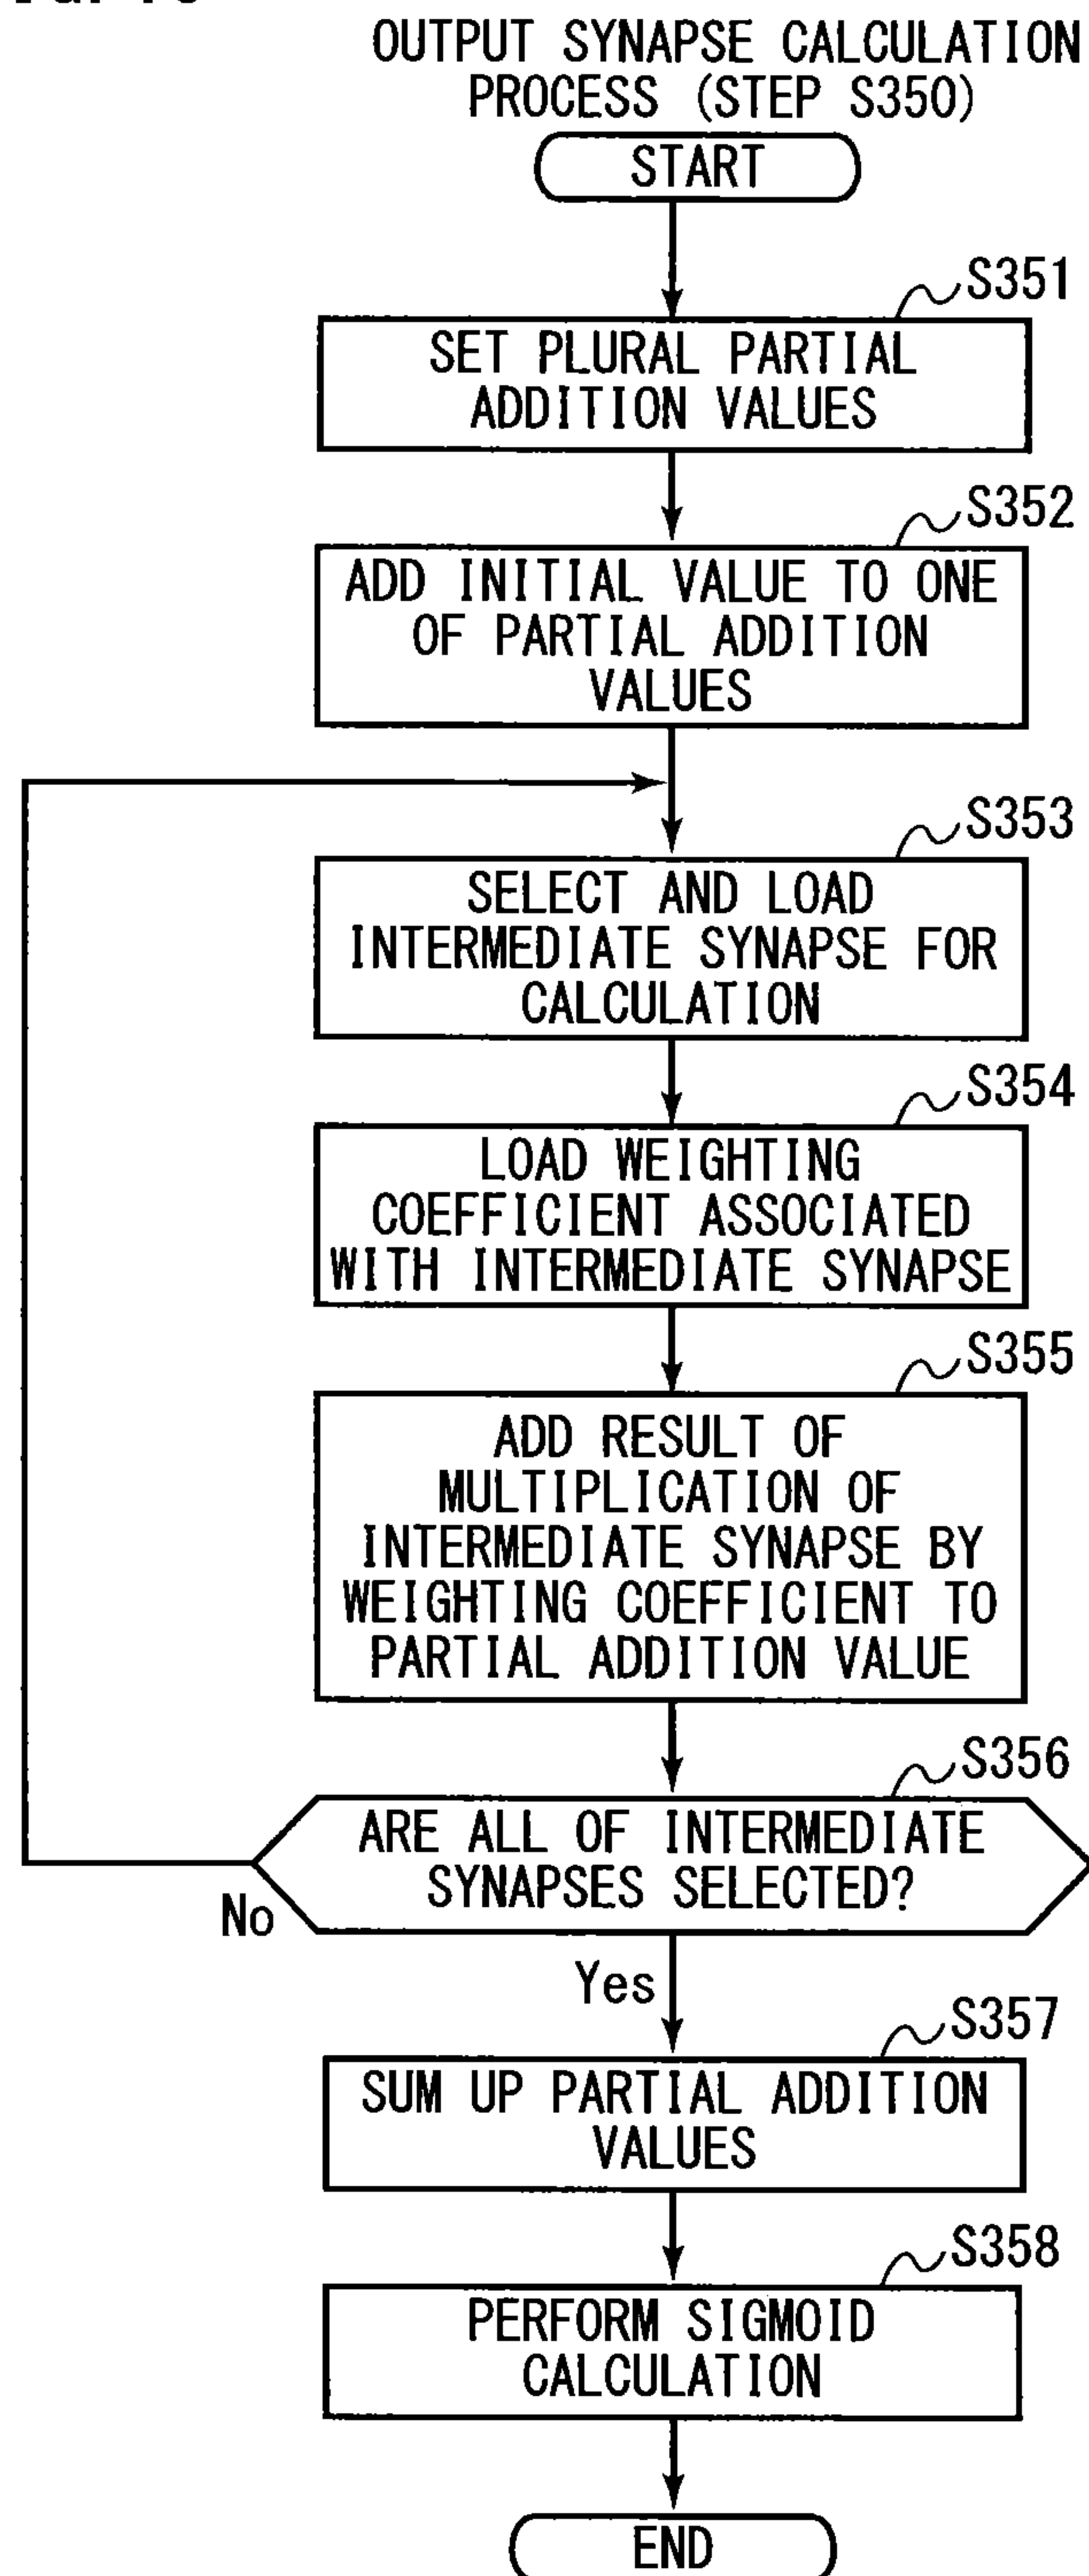 OUTPUT SYNAPSE CALCULATION
PROCESS (STEP S350)
START
S351
SET PLURAL PARTIAL
ADDITION VALUES
S352
ADD INITIAL VALUE TO ONE
OF PARTIAL ADDITION
VALUES
S353
SELECT AND LOAD
INTERMEDIATE SYNAPSE FOR
CALCULATION
S354
LOAD WEIGHTING
COEFFICIENT ASSOCIATED
WITH INTERMEDIATE SYNAPSE
S355
ADD RESULT OF
MULTIPLICATION OF
INTERMEDIATE SYNAPSE BY
WEIGHTING COEFFICIENT TO
PARTIAL ADDITION VALUE
S356
ARE ALL OF INTERMEDIATE
SYNAPSES SELECTED?
No
Yes
S357
SUM UP PARTIAL ADDITION
VALUES
S358
PERFORM SIGMOID
CALCULATION
END